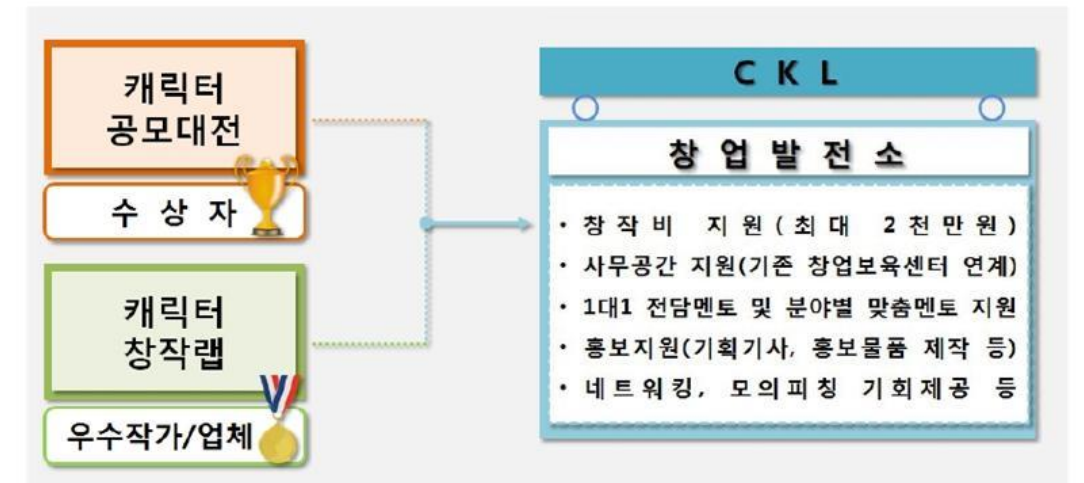 캐릭터
공모대전
수 상 자
캐릭터
창작랩
우수작가/업체
C K L
창 업 발 전 소
· 창 작 비 지 원 ( 최 대 2 천 만 원 )
· 사무공간 지원(기존 창업보육센터 연계)
· 1대1 전담멘토 및 분야별 맞춤멘토 지원
· 홍보지원(기획기사, 홍보물품 제작 등)
· 네 트 워 킹, 모 의 피 칭 기 회 제 공 등